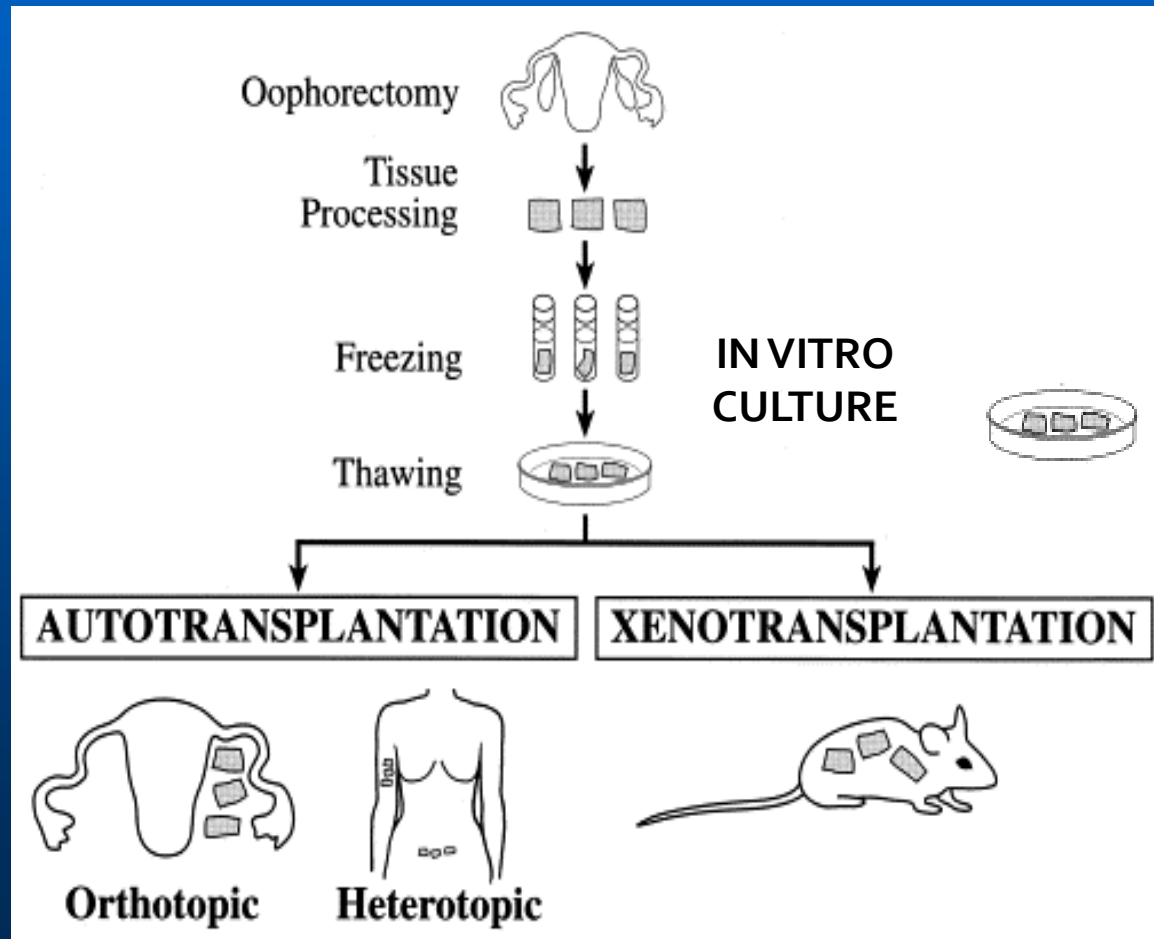 Oophorectomy
Tissue
Processing
Freezing
IN VITRO
CULTURE
Thawing
AUTOTRANSPLANTATION
XENOTRANSPLANTATION
Orthotopic
Heterotopic